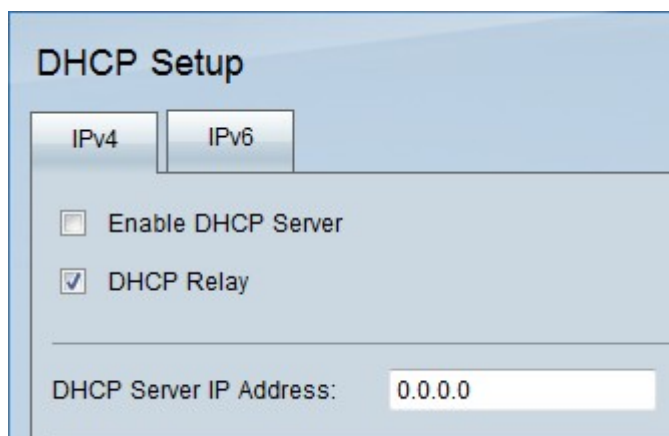 DHCP Setup
IPv4 IPv6
Enable DHCP Server
DHCP Relay
DHCP Server IP Address: 0.0.0.0